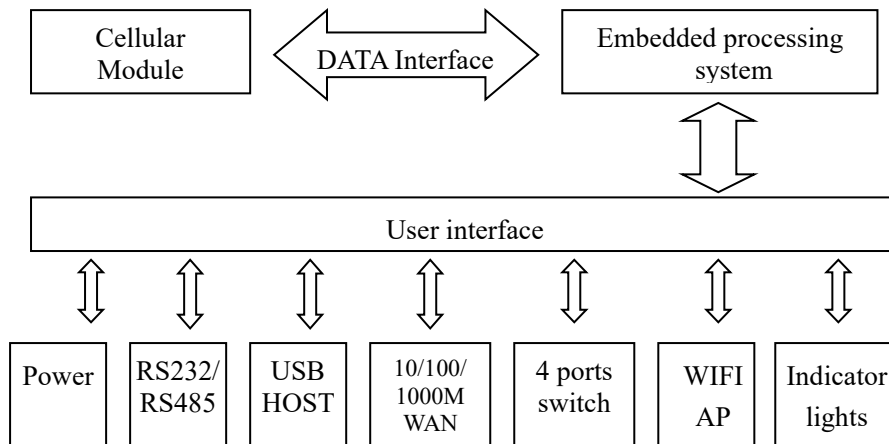 Cellular
Module
DATA Interface
Embedded processing
system
User interface
Power
RS232/
RS485
USB
HOST
10/100/
1000M
WAN
4 ports
switch
WIFI
AP
Indicator
lights